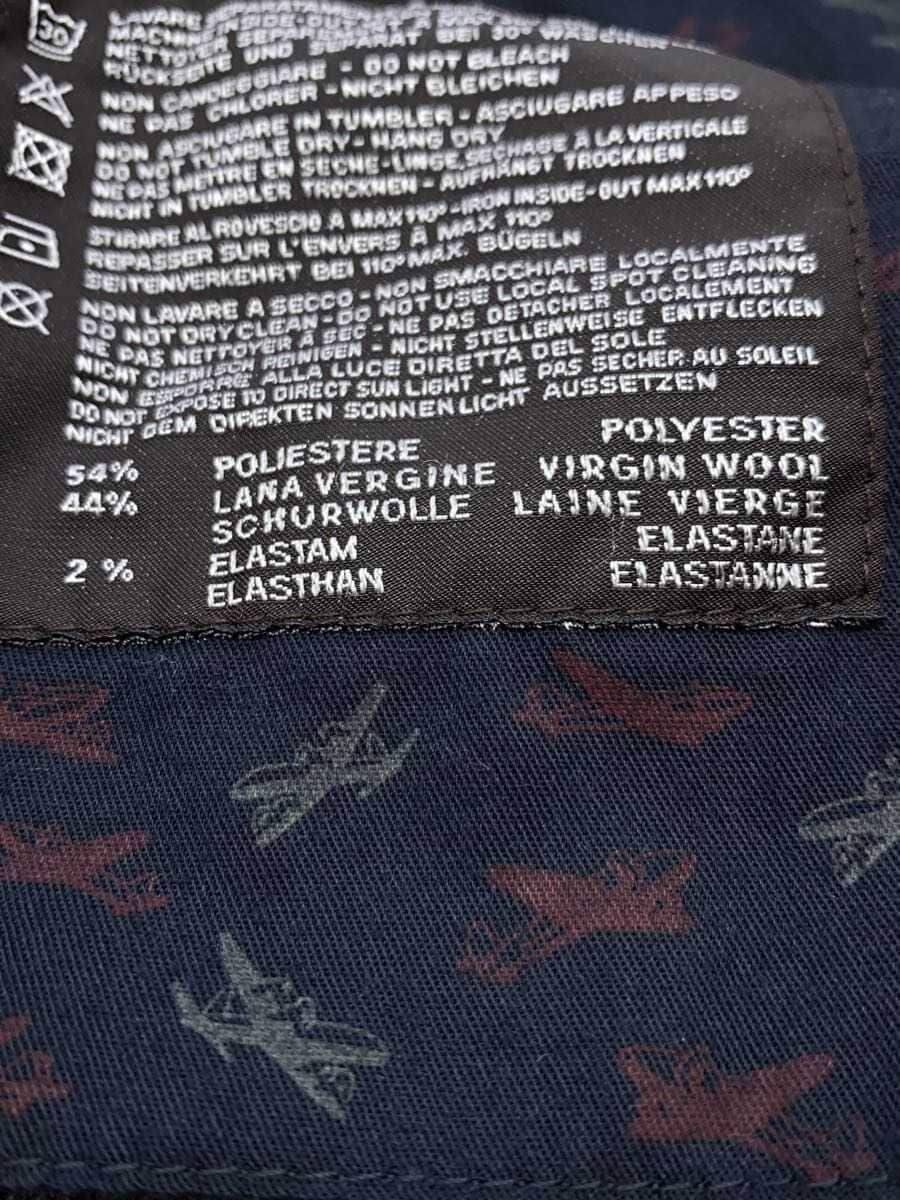 30
LAVARE
INSIDE-OUT AT MAX 30°
MACHINE SEPAREMENT
NETTOYER UND SEPARAT BEI 30° WASCHEN
RÜCKSEITE
NON CANDEGGIARE - DO NOT BLEACH
NE PAS CHLORER - NICHT BLEICHEN
NON ASCIUGARE IN TUMBLER - ASCIUGARE APPESO
DO NOT TUMBLE DRY - HANG DRY
NE PAS METTRE EN SECHE-LINGE, SECHAGE À LA VERTICALE
NICHT IN TUMBLER TROCKNEN - AUFHÄNGT TROCKNEN
STIRARE AL ROVESCIO A MAX 110° - IRON INSIDE-OUT MAX 110°
REPASSER SUR L'ENVERS À MAX 110°
SEITENVERKEHRT BEI 110° MAX. BÜGELN
NON LAVARE A SECCO - NON SMACCHIARE LOCALMENTE
DO NOT DRY CLEAN - DO NOT USE LOCAL SPOT CLEANING
NE PAS NETTOYER À SEC - NE PAS DETACHER LOCALEMENT
NICHT CHEMISCH REINIGEN - NICHT STELLENWEISE ENTFLECKEN
NON ESPORRE ALLA LUCE DIRETTA DEL SOLE
DO NOT EXPOSE TO DIRECT SUN LIGHT - NE PAS SECHER AU SOLEIL
NICHT DEM DIREKTEN SONNENLICHT AUSSETZEN
54% POLIESTERE POLYESTER
44% LANA VERGINE VIRGIN WOOL
SCHURWOLLE LAINE VIERGE
2 % ELASTAM ELASTANE
ELASTHAN ELASTANNE